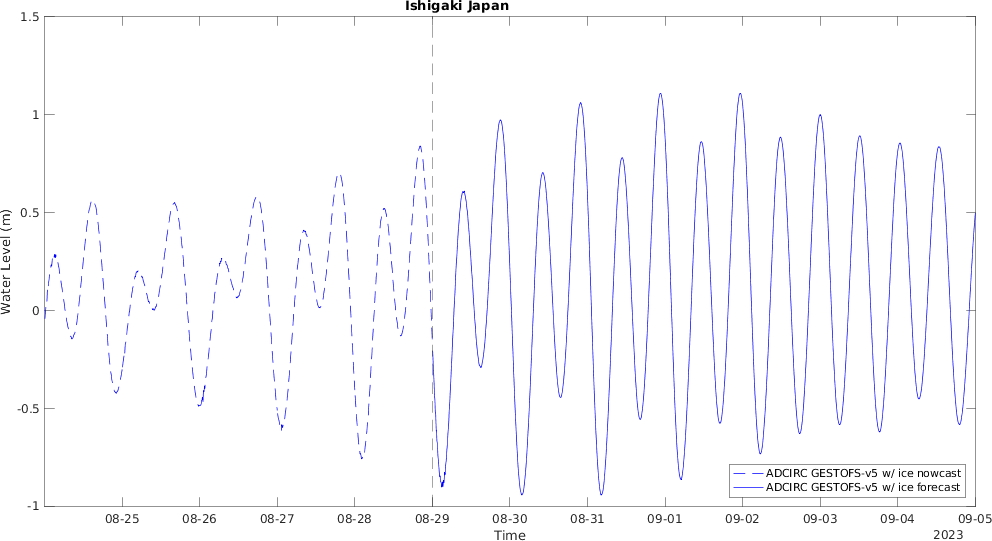 Ishigaki Japan
1.5
1
0.5
0
-0.5
-1
Water Level (m)
08-25 08-26 08-27 08-28 08-29 08-30 08-31 09-01 09-02 09-03 09-04 09-05
Time
2023
ADCIRC GESTOFS-v5 w/ ice nowcast
ADCIRC GESTOFS-v5 w/ ice forecast